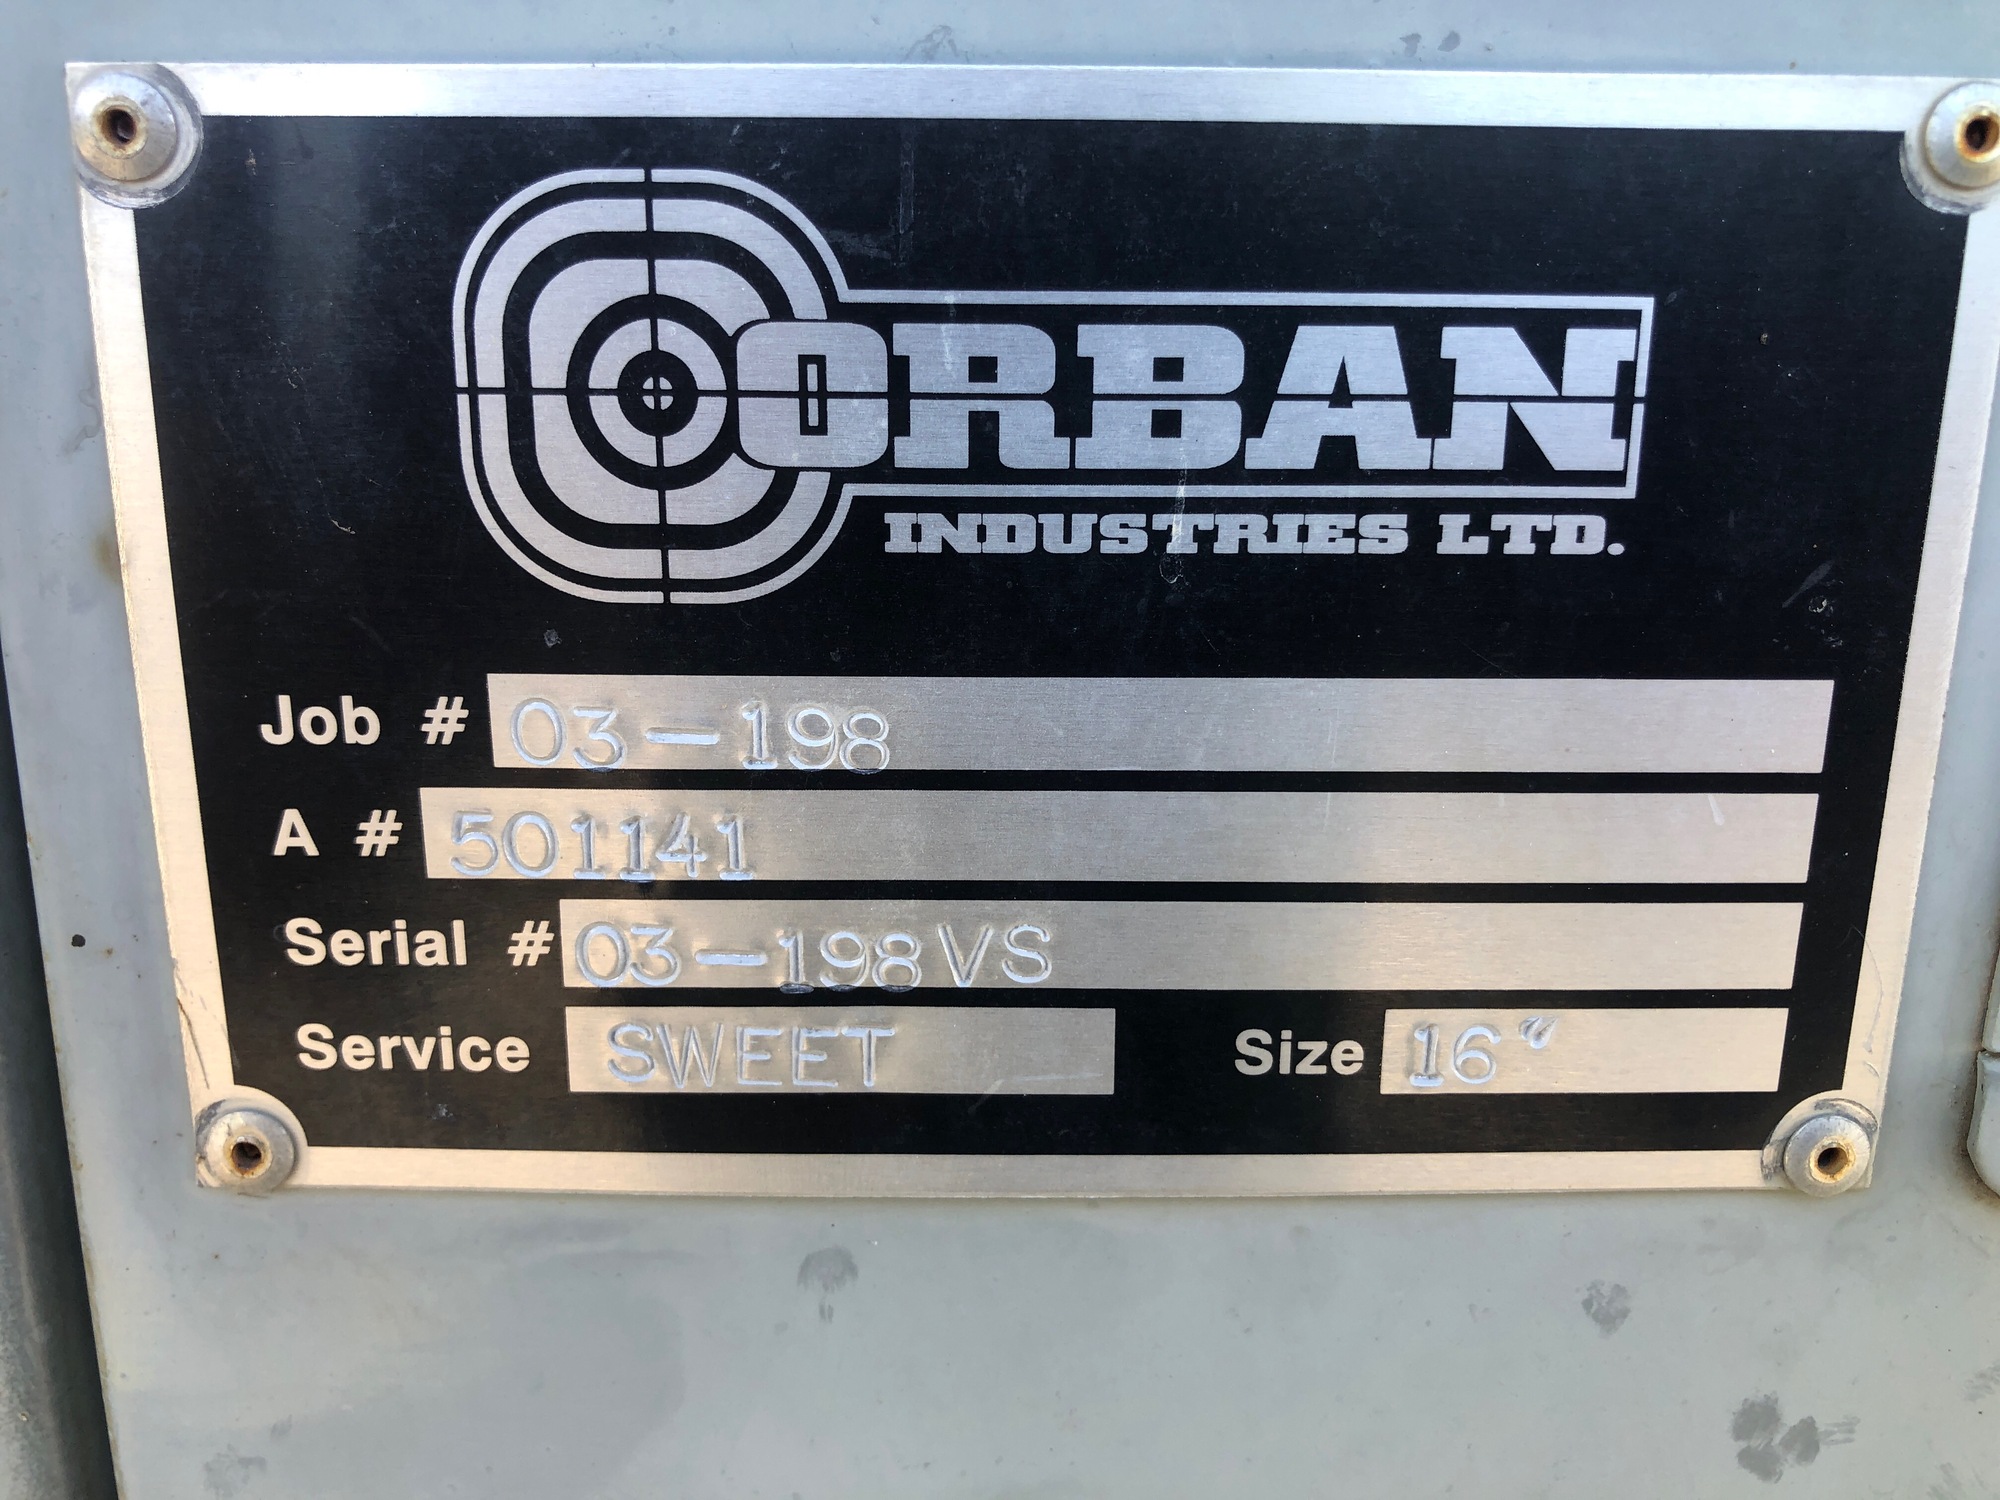 CORBAN
INDUSTRIES LTD.
Job # 03-198
A # 501141
Serial # 03-198VS
Service SWEET Size 16"